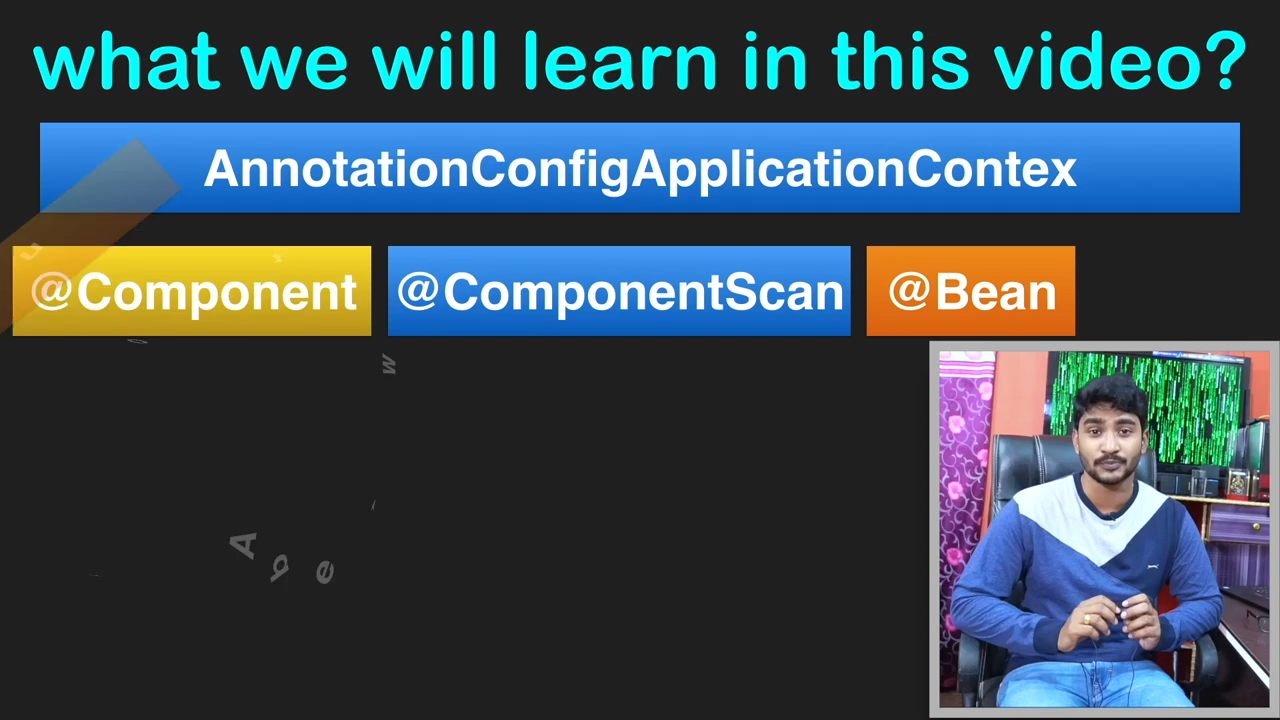 what we will learn in this video?
AnnotationConfigApplicationContex
@Component @ComponentScan @Bean